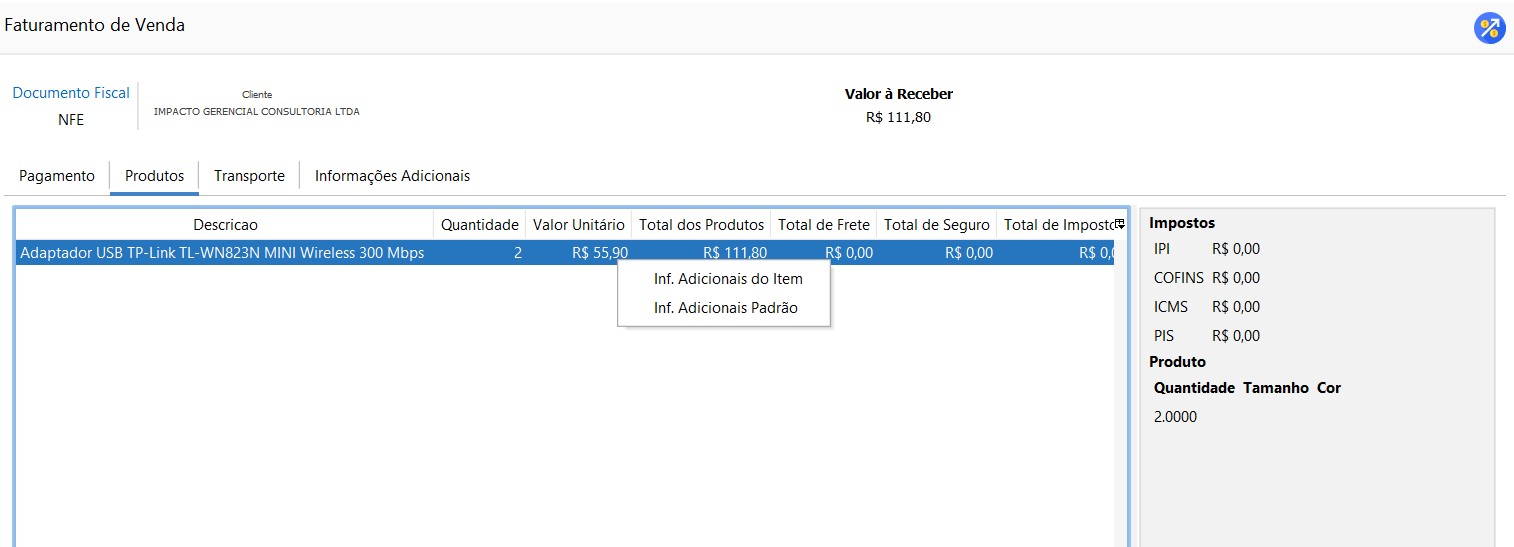 Faturamento de Venda
Documento Fiscal
NFE
Cliente
IMPACTO GERENCIAL CONSULTORIA LTDA
Valor à Receber
R$ 111,80
Pagamento Produtos Transporte Informações Adicionais
Descricao Quantidade Valor Unitário Total dos Produtos Total de Frete Total de Seguro Total de Imposto
Adaptador USB TP-Link TL-WN823N MINI Wireless 300 Mbps 2 R$ 55,90 R$ 111,80 R$ 0,00 R$ 0,00 R$ 0,0
Inf. Adicionais do Item
Inf. Adicionais Padrão
Impostos
IPI R$ 0,00
COFINS R$ 0,00
ICMS R$ 0,00
PIS R$ 0,00
Produto
Quantidade Tamanho Cor
2.0000